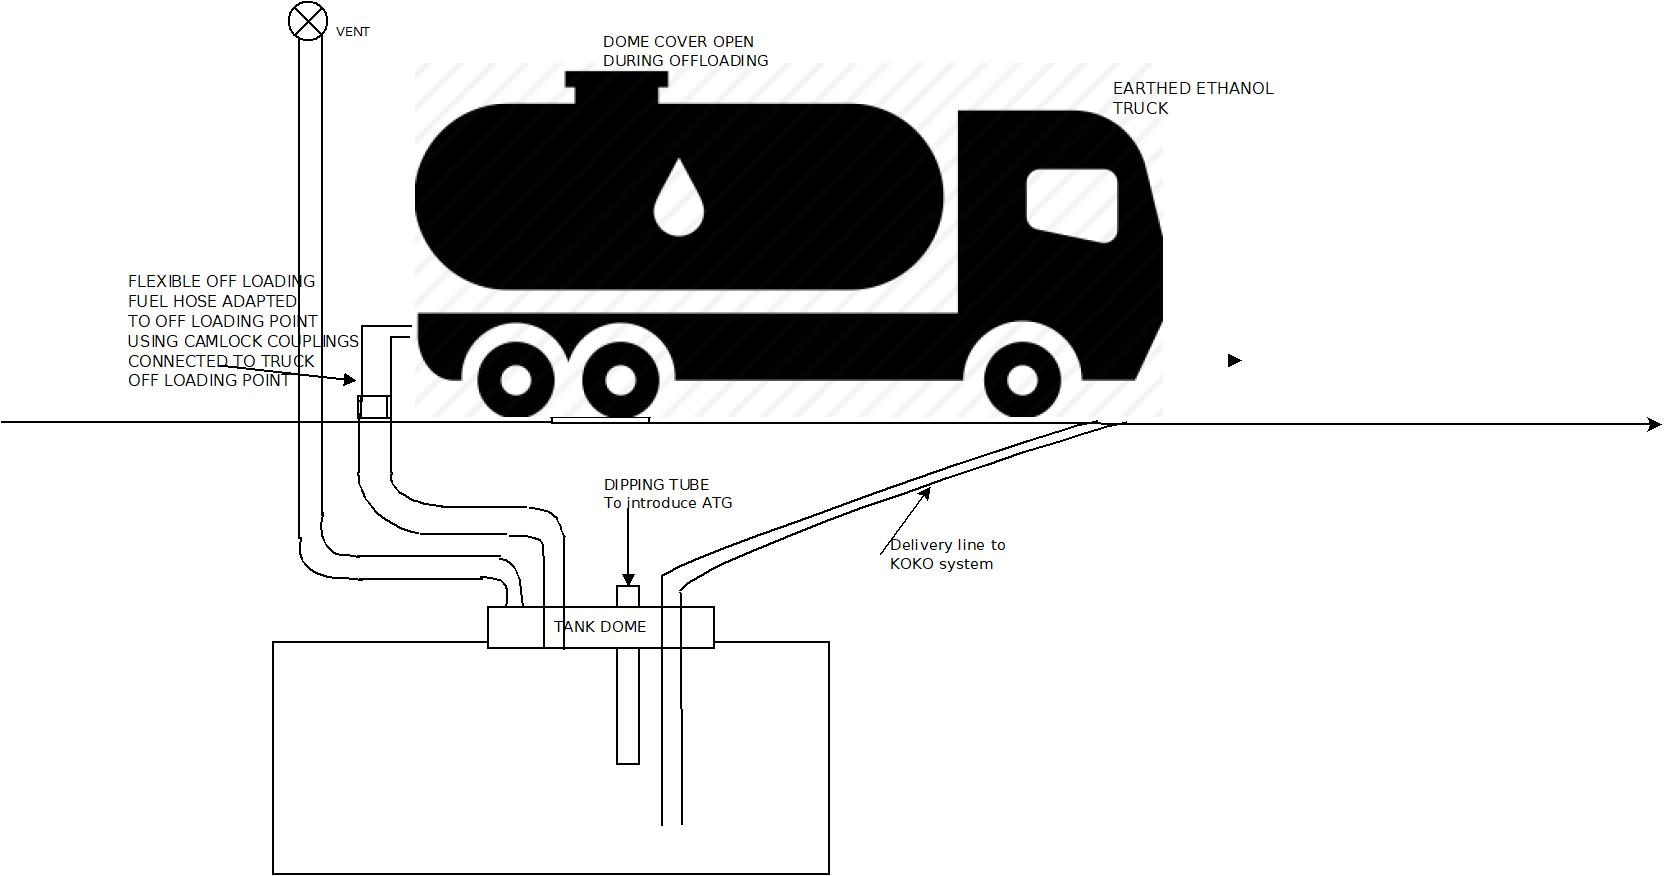 VENT
DOME COVER OPEN
DURING OFFLOADING
EARTHED ETHANOL
TRUCK
FLEXIBLE OFF LOADING
FUEL HOSE ADAPTED
TO OFF LOADING POINT
USING CAMLOCK COUPLINGS
CONNECTED TO TRUCK
OFF LOADING POINT
DIPPING TUBE
To introduce ATG
Delivery line to
KOKO system
TANK DOME